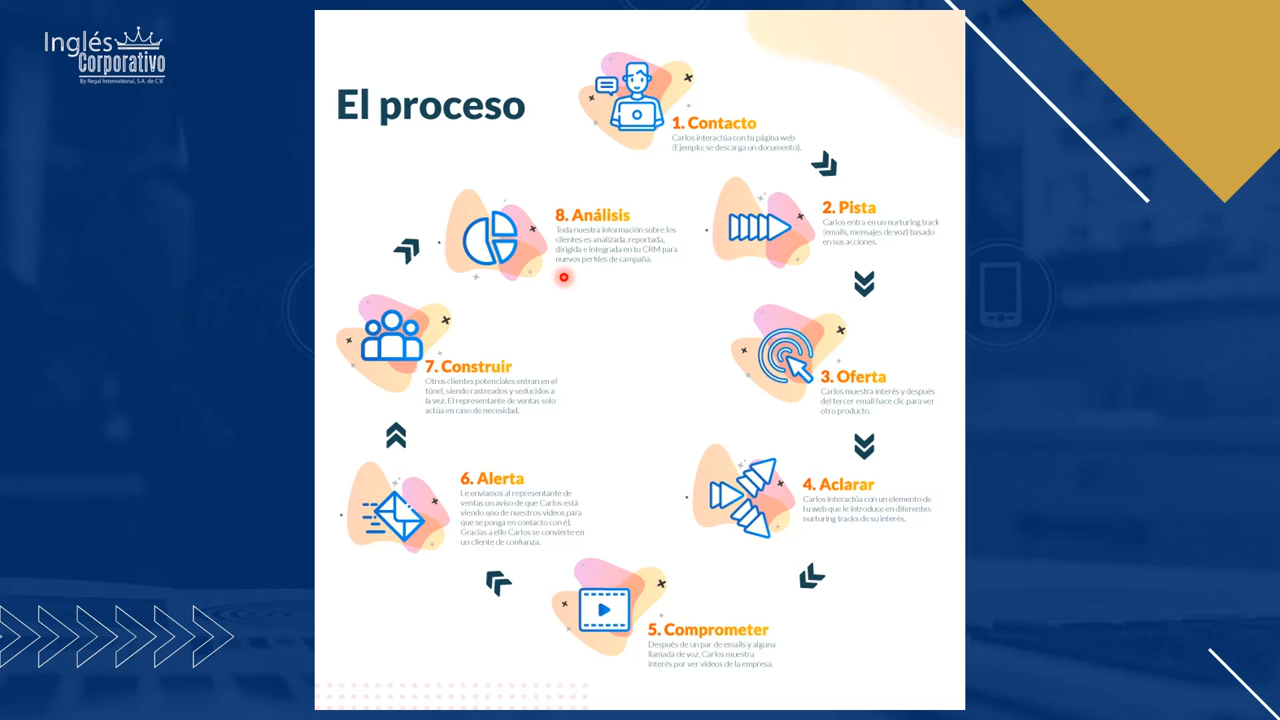 Inglés
Corporativo
By Regal International, S.A. de C.V.
El proceso
1. Contacto
Carlos interactúa con tu página web
(Ejemplo: se descarga un documento).
2. Pista
Carlos entra en un nurturing track
(emails, mensajes de voz) basado
en sus acciones.
3. Oferta
Carlos muestra interés y después
del tercer email hace clic para ver
otro producto.
4. Aclarar
Carlos interactúa con un elemento de
tu web que le introduce en diferentes
nurturing tracks de su interés.
5. Comprometer
Después de un par de emails y alguna
llamada de voz, Carlos muestra
interés por ver videos de la empresa.
6. Alerta
Le enviamos al representante de
ventas un aviso de que Carlos está
viendo uno de nuestros videos para
que se ponga en contacto con él.
Gracias a ello Carlos se convierte en
un cliente de confianza.
7. Construir
Otros clientes potenciales entran en el
túnel, siendo rastreados y seducidos a
la vez. El representante de ventas solo
actúa en caso de necesidad.
8. Análisis
Toda nuestra información sobre los
clientes es analizada, reportada,
dirigida e integrada en tu CRM para
nuevos perfiles de campaña.